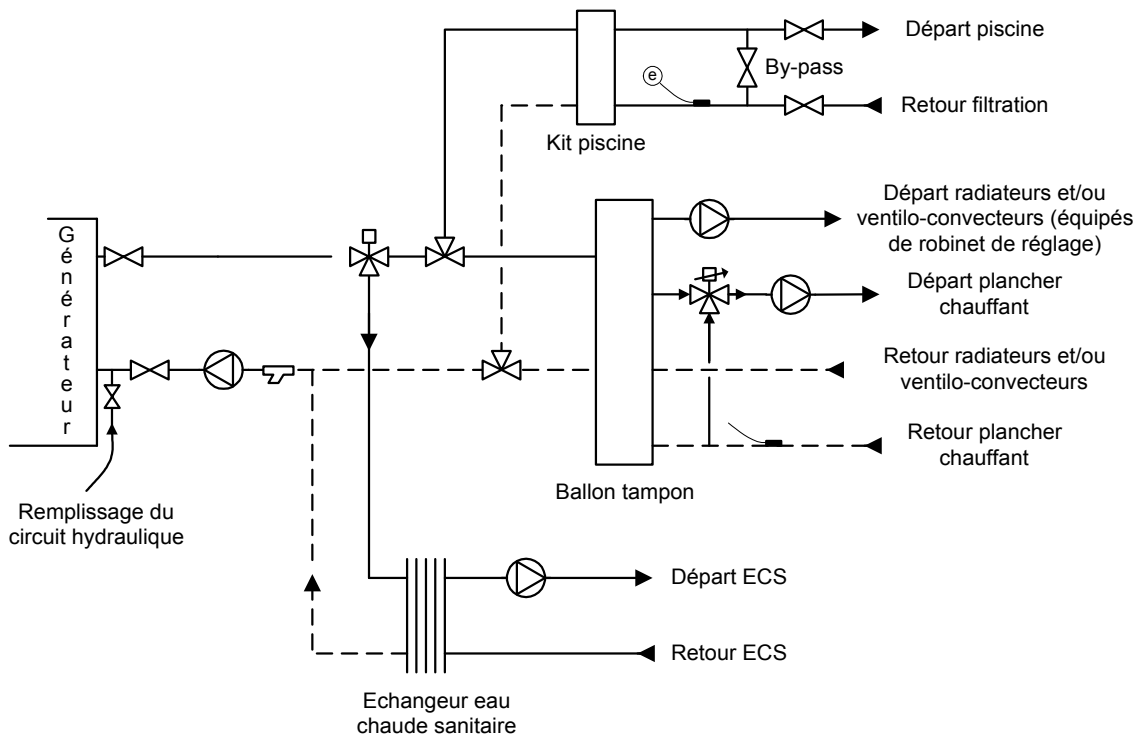 Départ piscine
By-pass
e
Retour filtration
Kit piscine
Départ radiateurs et/ou
ventilo-convecteurs (équipés
de robinet de réglage)
Générateur
Départ plancher
chauffant
Retour radiateurs et/ou
ventilo-convecteurs
Retour plancher
chauffant
Ballon tampon
Remplissage du
circuit hydraulique
Départ ECS
Retour ECS
Echangeur eau
chaude sanitaire